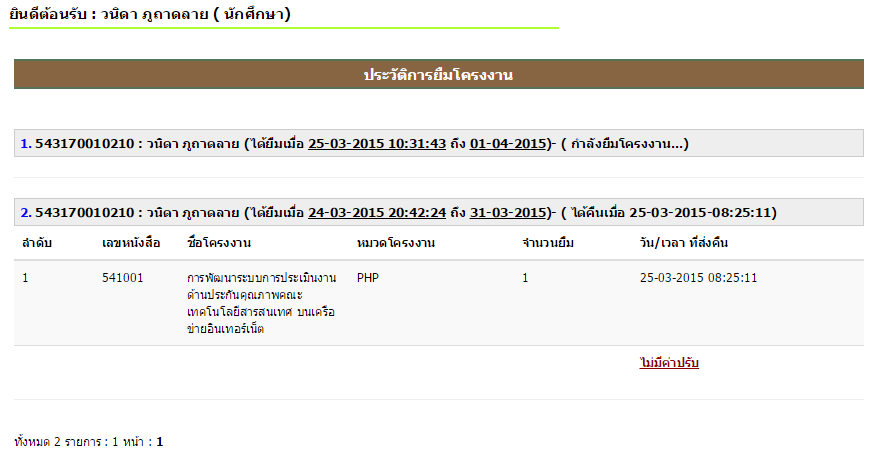 ยินดีต้อนรับ : วนิดา ภูถาดลาย ( นักศึกษา)
ประวัติการยืมโครงงาน
1. 543170010210 : วนิดา ภูถาดลาย (ได้ยืมเมื่อ 25-03-2015 10:31:43 ถึง 01-04-2015)- ( กำลังยืมโครงงาน...)
2. 543170010210 : วนิดา ภูถาดลาย (ได้ยืมเมื่อ 24-03-2015 20:42:24 ถึง 31-03-2015)- ( ได้คืนเมื่อ 25-03-2015-08:25:11)
ลำดับ เลขหนังสือ ชื่อโครงงาน หมวดโครงงาน จำนวนยืม วัน/เวลา ที่ส่งคืน
1 541001 การพัฒนาระบบการประเมินงาน PHP 1 25-03-2015 08:25:11
ด้านประกันคุณภาพคณะ
เทคโนโลยีสารสนเทศ บนเครือ
ข่ายอินเทอร์เน็ต
ไม่มีค่าปรับ
ทั้งหมด 2 รายการ : 1 หน้า : 1